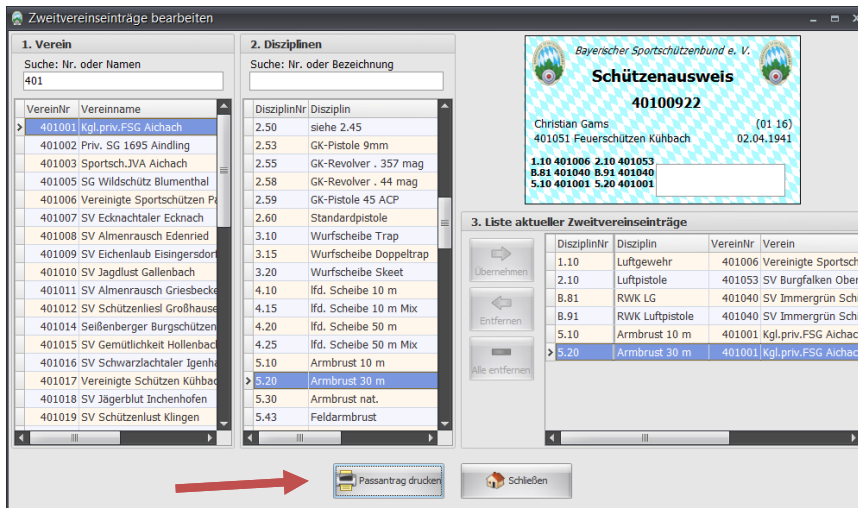 Zweitvereinseinträge bearbeiten
1. Verein
Suche: Nr. oder Namen
401
VereinNr Vereinname
401001 Kgl.priv.FSG Aichach
401002 Priv. SG 1695 Aindling
401003 Sportsch.JVA Aichach
401005 SG Wildschütz Blumenthal
401006 Vereinigte Sportschützen Pa
401007 SV Ecknachtaler Ecknach
401008 SV Almenrausch Edenried
401009 SV Eichenlaub Eisingersdorf
401010 SV Jagdlust Gallenbach
401011 SV Almenrausch Griesbecke
401012 SV Schützenliesl Großhause
401014 Seißenberger Burgschützen
401015 SV Gemütlichkeit Hollenbac
401016 SV Schwarzlachtaler Igenha
401017 Vereinigte Schützen Kühbac
401018 SV Jägerblut Inchenhofen
401019 SV Schützenlust Klingen
2. Disziplinen
Suche: Nr. oder Bezeichnung
DisziplinNr Disziplin
2.50 siehe 2.45
2.53 GK-Pistole 9mm
2.55 GK-Revolver . 357 mag
2.58 GK-Revolver . 44 mag
2.59 GK-Pistole 45 ACP
2.60 Standardpistole
3.10 Wurfscheibe Trap
3.15 Wurfscheibe Doppeltrap
3.20 Wurfscheibe Skeet
4.10 lfd. Scheibe 10 m
4.15 lfd. Scheibe 10 m Mix
4.20 lfd. Scheibe 50 m
4.25 lfd. Scheibe 50 m Mix
5.10 Armbrust 10 m
5.20 Armbrust 30 m
5.30 Armbrust nat.
5.43 Feldarmbrust
Bayerischer Sportschützenbund e. V.
Schützenausweis
40100922
Christian Gams (01 16)
401051 Feuerschützen Kühbach 02.04.1941
1.10 401006 2.10 401053
B.81 401040 B.91 401040
5.10 401001 5.20 401001
3. Liste aktueller Zweitvereinseinträge
Übernehmen
Entfernen
Alle entfernen
DisziplinNr Disziplin VereinNr Verein
1.10 Luftgewehr 401006 Vereinigte Sportsch
2.10 Luftpistole 401053 SV Burgfalken Ober
B.81 RWK LG 401040 SV Immergrün Schi
B.91 RWK Luftpistole 401040 SV Immergrün Schi
5.10 Armbrust 10 m 401001 Kgl.priv.FSG Aichac
5.20 Armbrust 30 m 401001 Kgl.priv.FSG Aichac
Passantrag drucken
Schließen